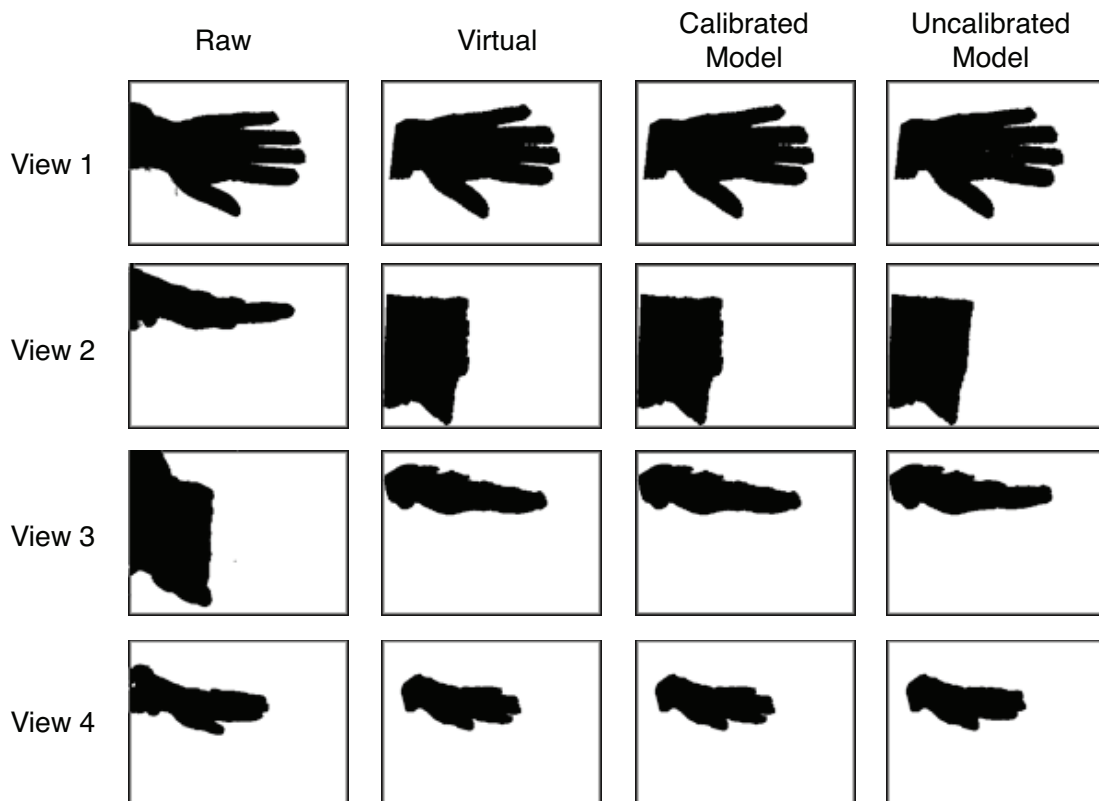 Raw
Virtual
Calibrated
Model
Uncalibrated
Model
View 1
View 2
View 3
View 4